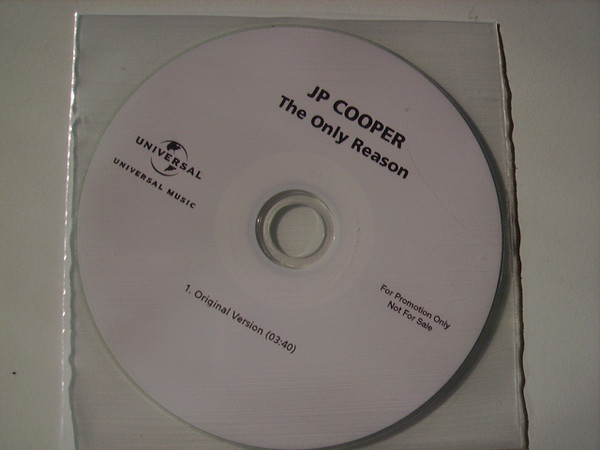 JP COOPER
The Only Reason
UNIVERSAL
UNIVERSAL MUSIC
For Promotion Only
Not For Sale
1. Original Version (03:40)